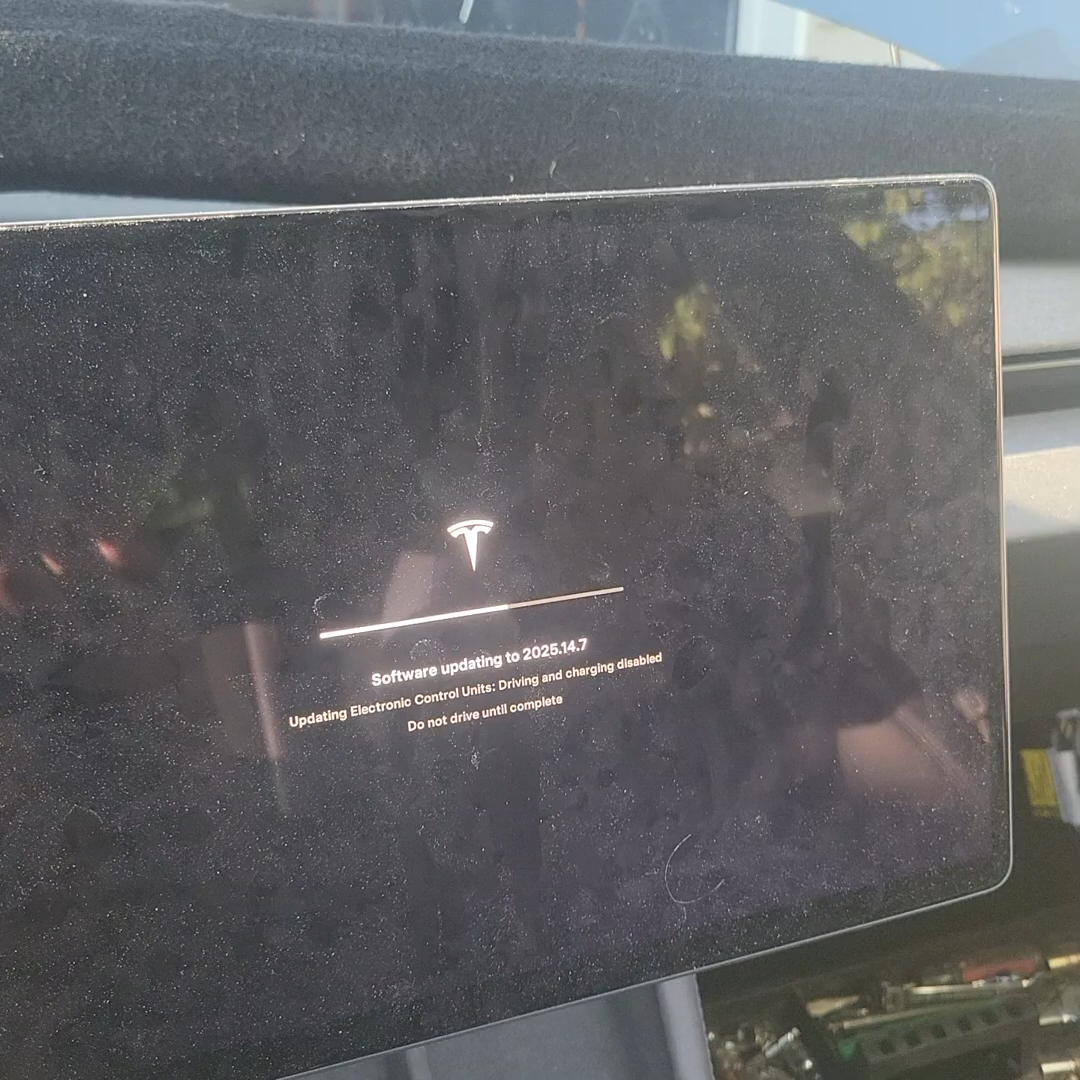 Software updating to 2025.14.7
Updating Electronic Control Units: Driving and charging disabled
Do not drive until complete